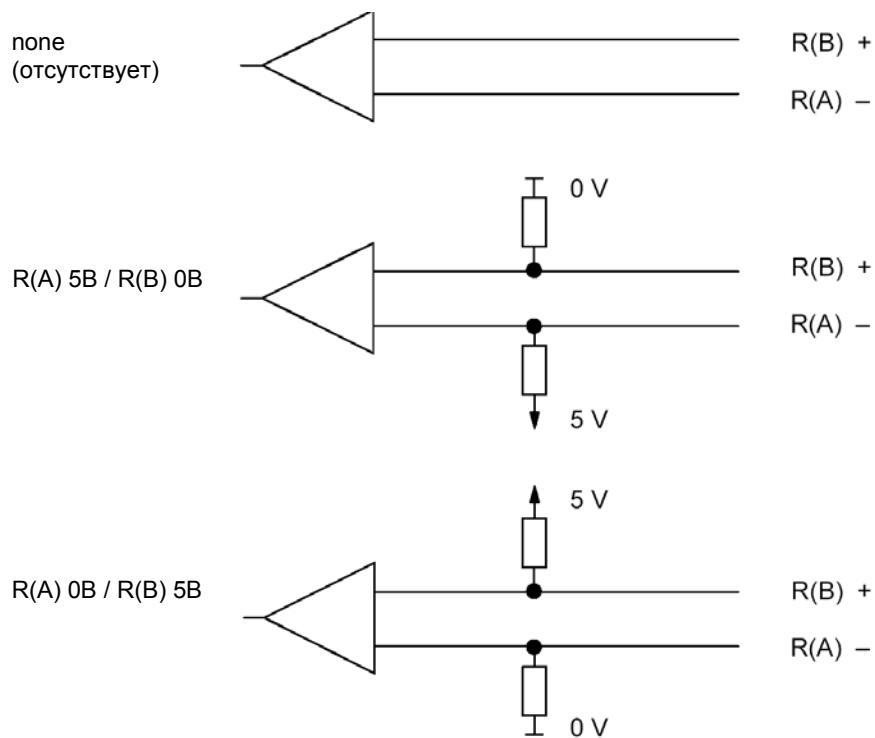 none
(отсутствует)
R(B) +
R(A) –
0 V
R(A) 5В / R(B) 0В
R(B) +
R(A) –
5 V
5 V
R(A) 0В / R(B) 5В
R(B) +
R(A) –
0 V